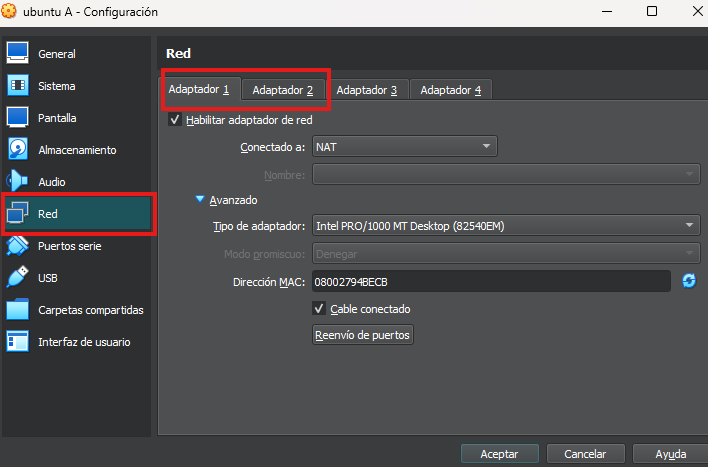 ubuntu A - Configuración
General
Sistema
Pantalla
Almacenamiento
Audio
Red
Puertos serie
USB
Carpetas compartidas
Interfaz de usuario
Red
Adaptador 1 Adaptador 2 Adaptador 3 Adaptador 4
Habilitar adaptador de red
Conectado a: NAT
Nombre:
Avanzado
Tipo de adaptador: Intel PRO/1000 MT Desktop (82540EM)
Modo promiscuo: Denegar
Dirección MAC: 08002794BECB
Cable conectado
Reenvío de puertos
Aceptar Cancelar Ayuda